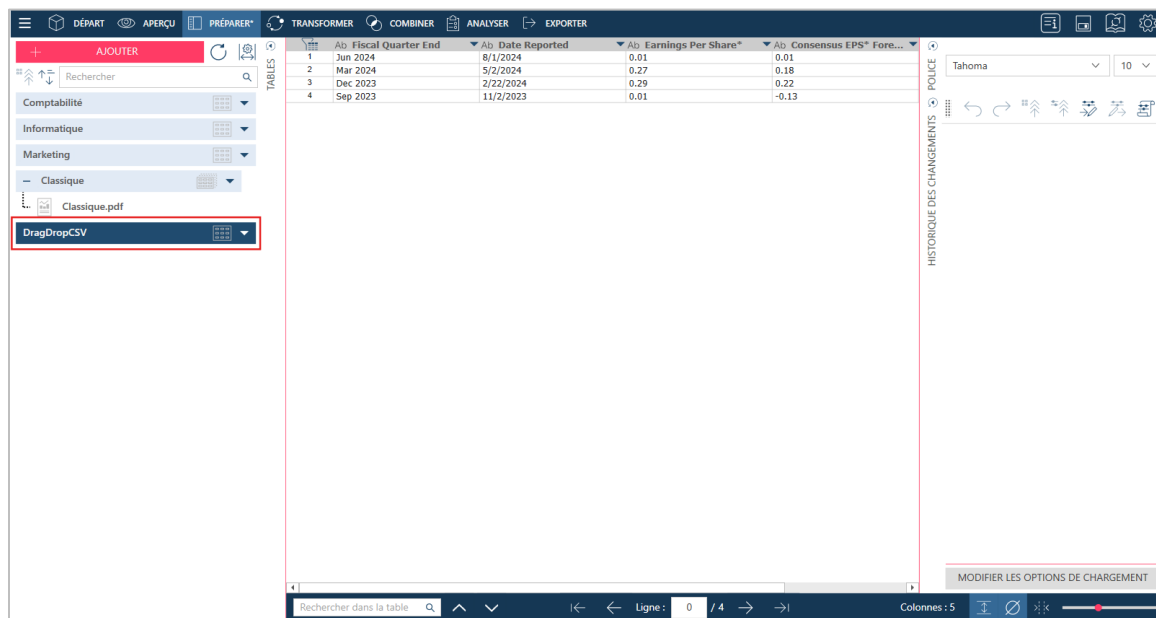 DÉPART APERÇU PRÉPARER* TRANSFORMER COMBINER ANALYSER EXPORTER
AJOUTER
Rechercher
Comptabilité
Informatique
Marketing
Classique
Classique.pdf
DragDropCSV
TABLES
Ab Fiscal Quarter End Ab Date Reported Ab Earnings Per Share* Ab Consensus EPS* Fore...
1 Jun 2024 8/1/2024 0.01 0.01
2 Mar 2024 5/2/2024 0.27 0.18
3 Dec 2023 2/22/2024 0.29 0.22
4 Sep 2023 11/2/2023 0.01 -0.13
POLICE
Tahoma 10
HISTORIQUE DES CHANGEMENTS
MODIFIER LES OPTIONS DE CHARGEMENT
Rechercher dans la table Ligne : 0 / 4 Colonnes : 5